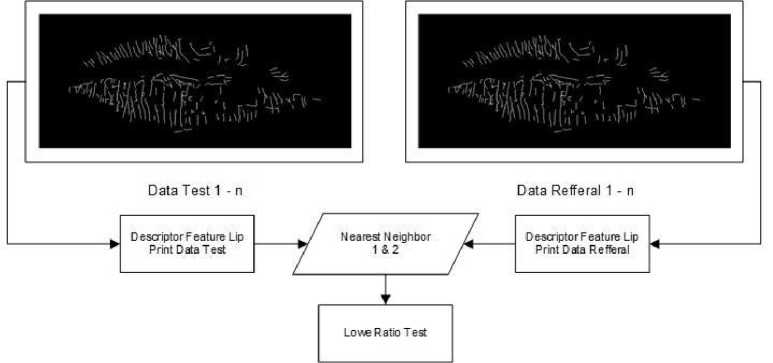 Data Test 1 - n
Data Refferal 1 - n
Descriptor Feature Lip
Print Data Test
Nearest Neighbor
1 & 2
Descriptor Feature Lip
Print Data Refferal
Lowe Ratio Test